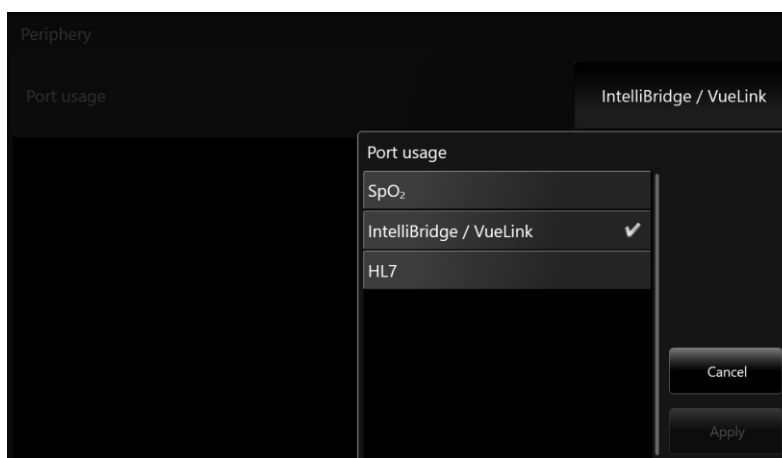 Periphery
Port usage
IntelliBridge / VueLink
Port usage
SpO₂
IntelliBridge / VueLink ✔
HL7
Cancel
Apply